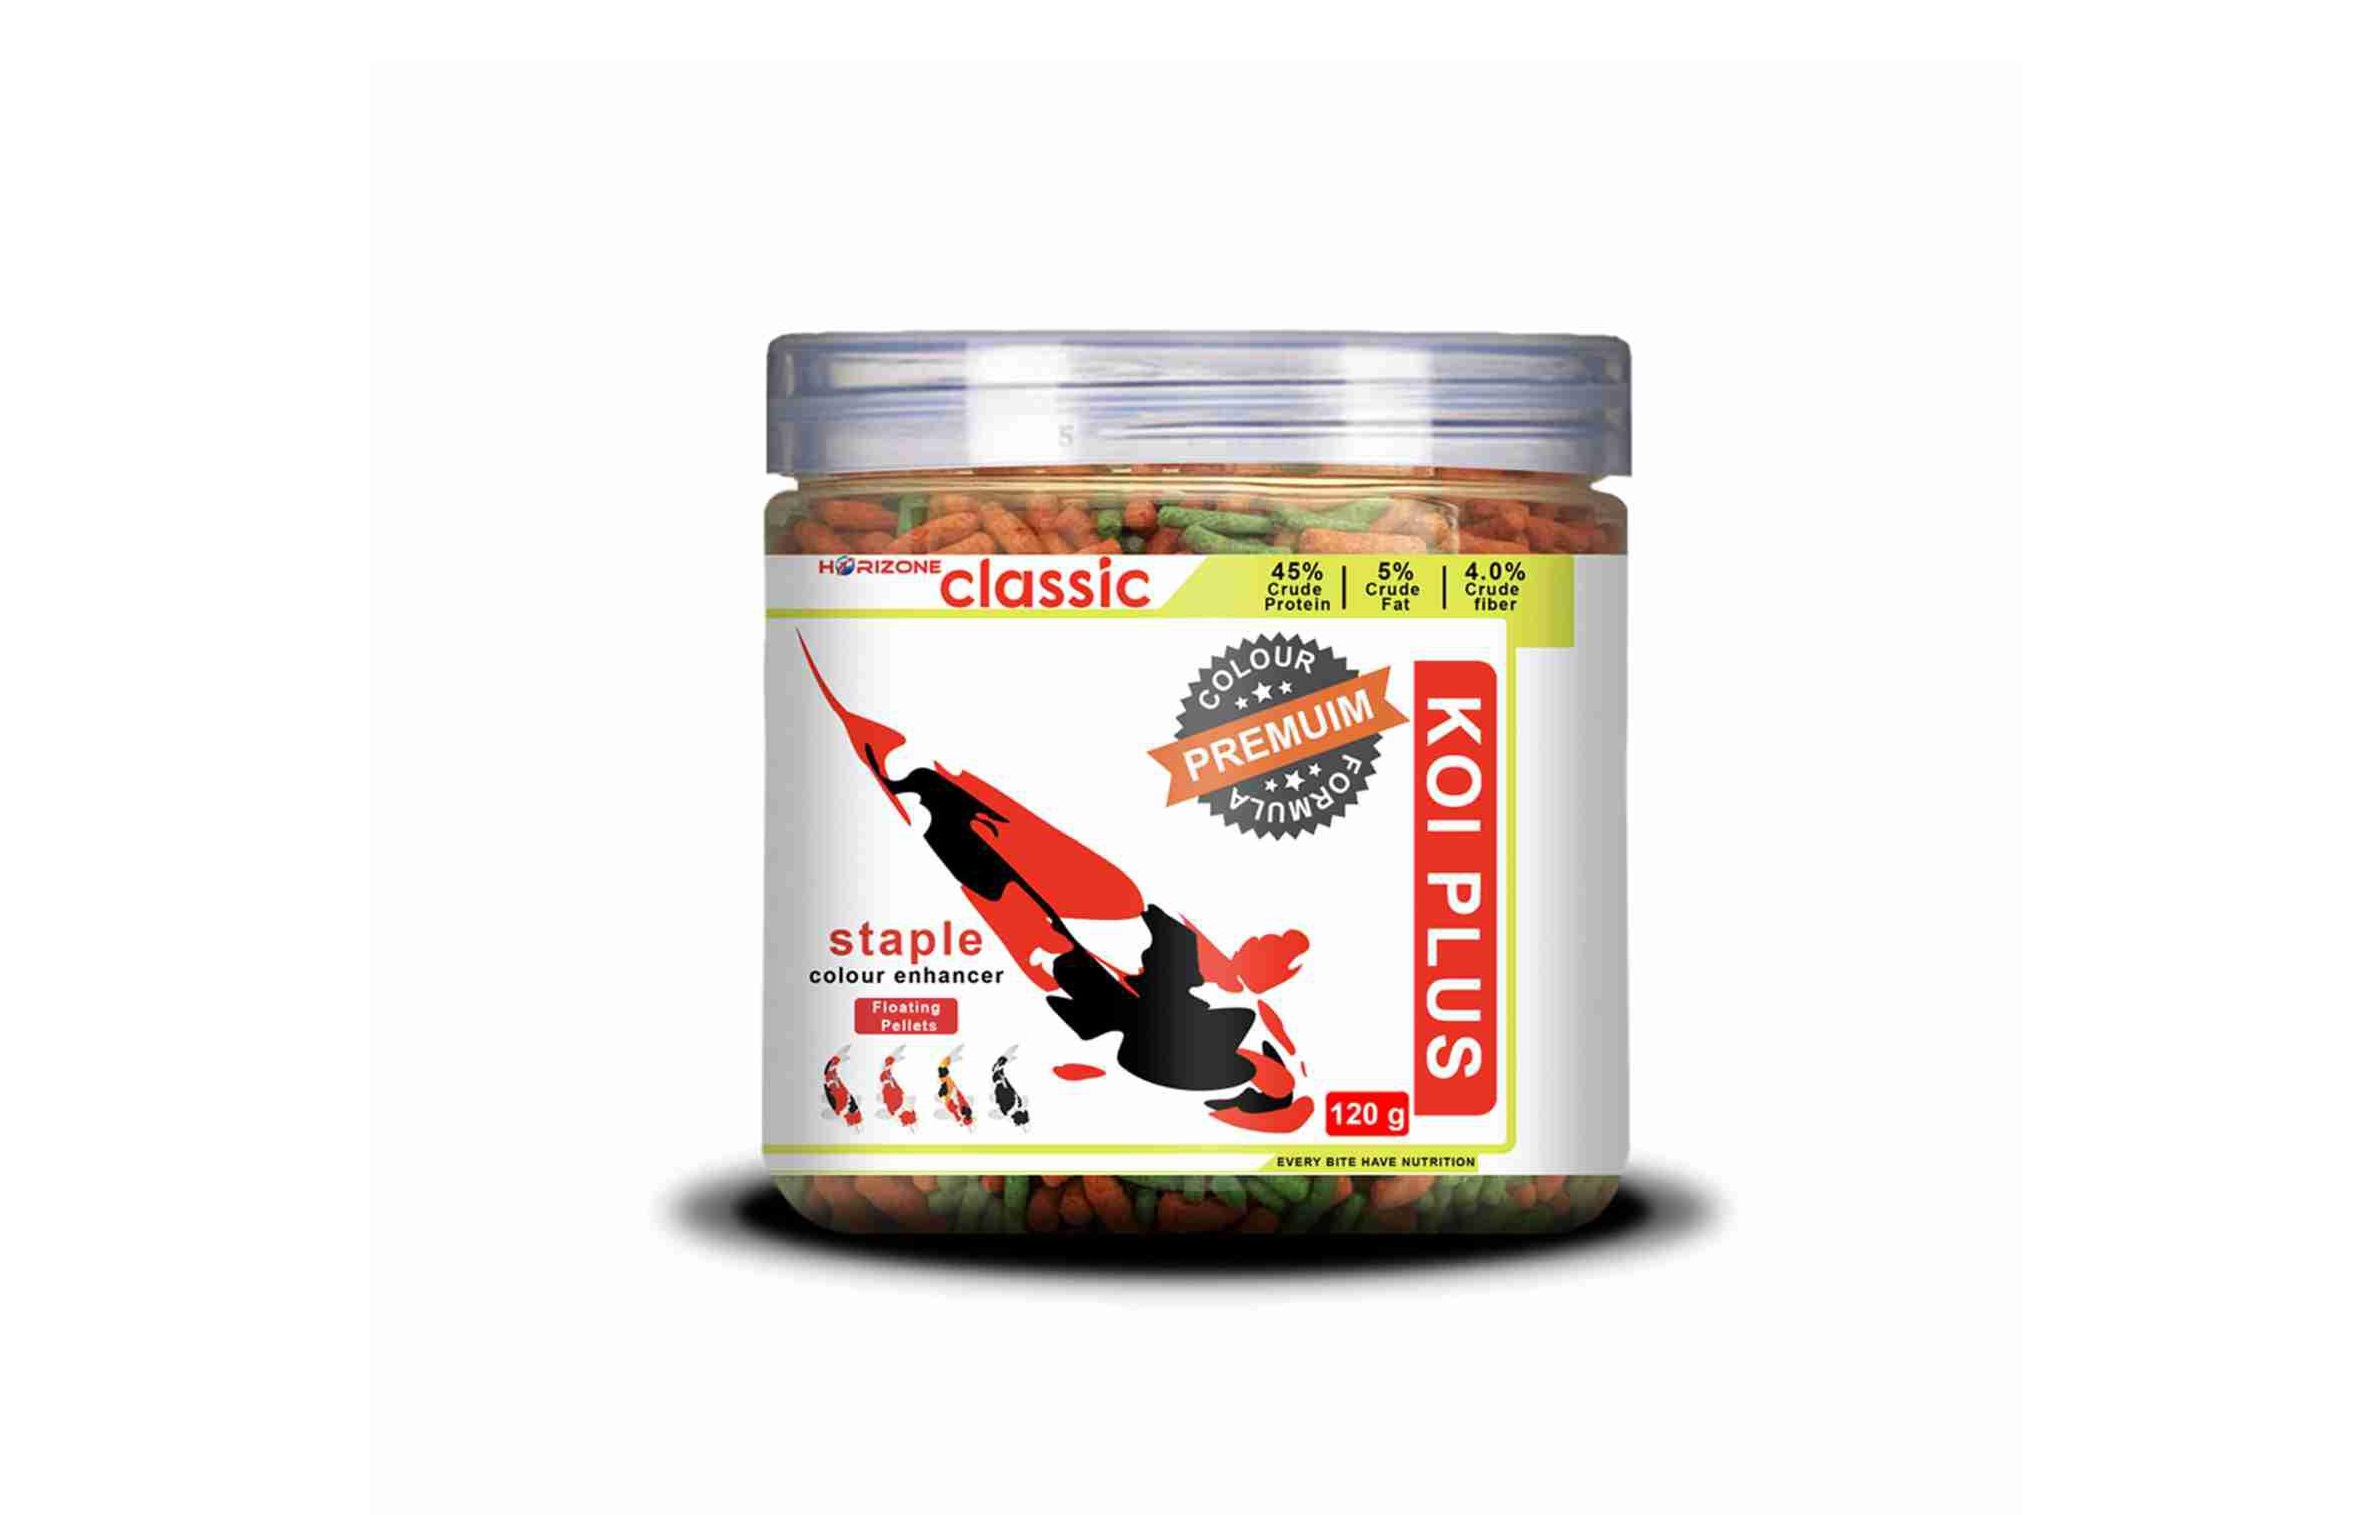 5
HORIZONE classic
45% Crude Protein
5% Crude Fat
4.0% Crude fiber
COLOUR
PREMUIM
FORMULA
KOI PLUS
staple
colour enhancer
Floating
Pellets
120 g
EVERY BITE HAVE NUTRITION